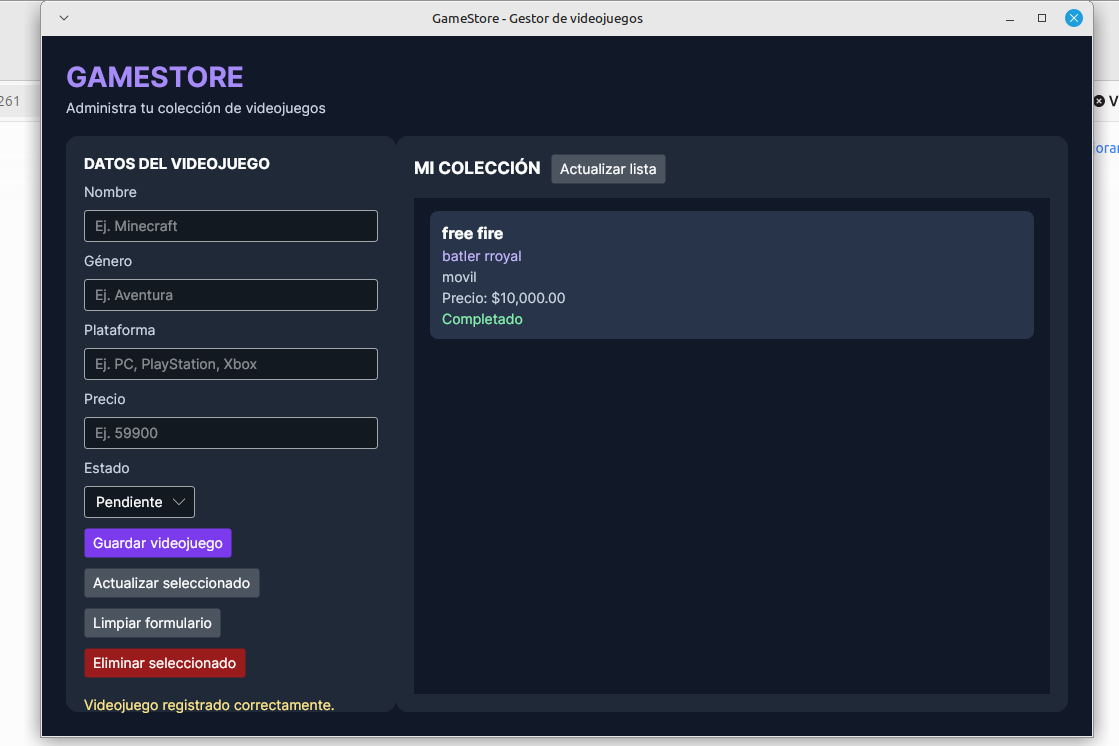 GameStore - Gestor de videojuegos
261
GAMESTORE
Administra tu colección de videojuegos
DATOS DEL VIDEOJUEGO
Nombre
Ej. Minecraft
Género
Ej. Aventura
Plataforma
Ej. PC, PlayStation, Xbox
Precio
Ej. 59900
Estado
Pendiente
Guardar videojuego
Actualizar seleccionado
Limpiar formulario
Eliminar seleccionado
Videojuego registrado correctamente.
MI COLECCIÓN
Actualizar lista
free fire
batler rroyal
movil
Precio: $10,000.00
Completado